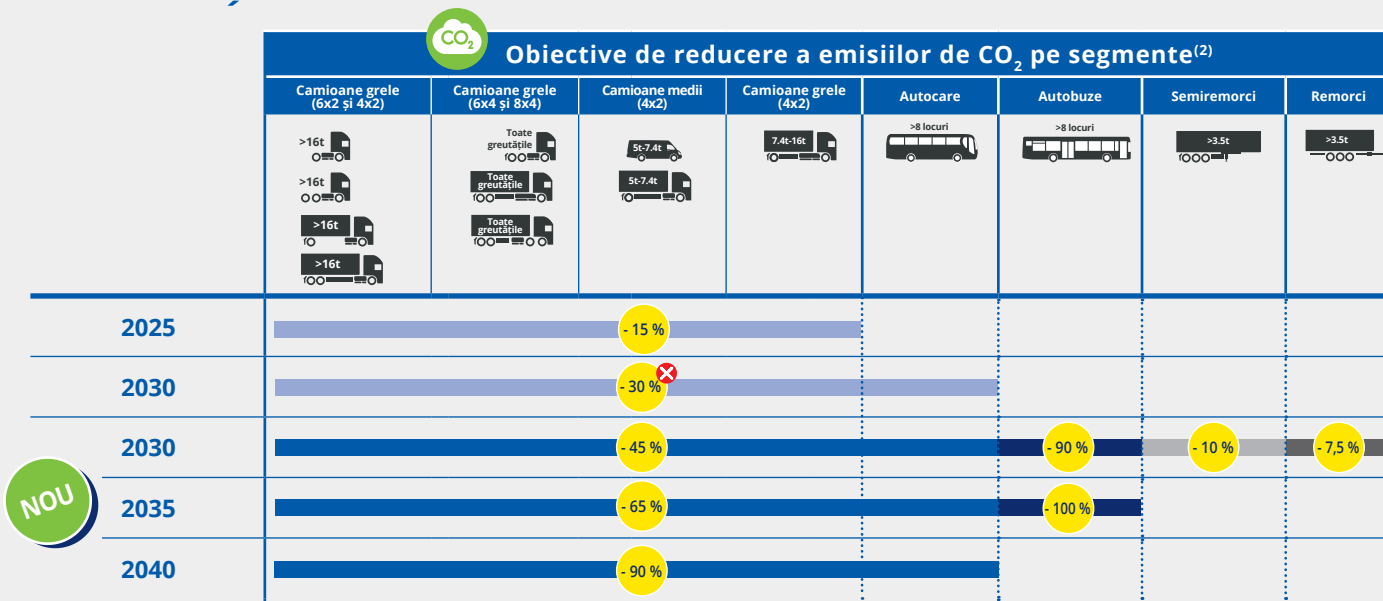 CO2
Obiective de reducere a emisiilor de CO2 pe segmente(2)
Camioane grele
(6x2 și 4x2)
Camioane grele
(6x4 și 8x4)
Camioane medii
(4x2)
Camioane grele
(4x2)
Autocare
Autobuze
Semiremorci
Remorci
>16t
>16t
>16t
>16t
Toate
greutățile
Toate
greutățile
Toate
greutățile
5t-7.4t
5t-7.4t
7.4t-16t
>8 locuri
>8 locuri
>3.5t
>3.5t
2025
- 15 %
2030
- 30 %
2030
- 45 %
- 90 %
- 10 %
- 7,5 %
NOU
2035
- 65 %
- 100 %
2040
- 90 %